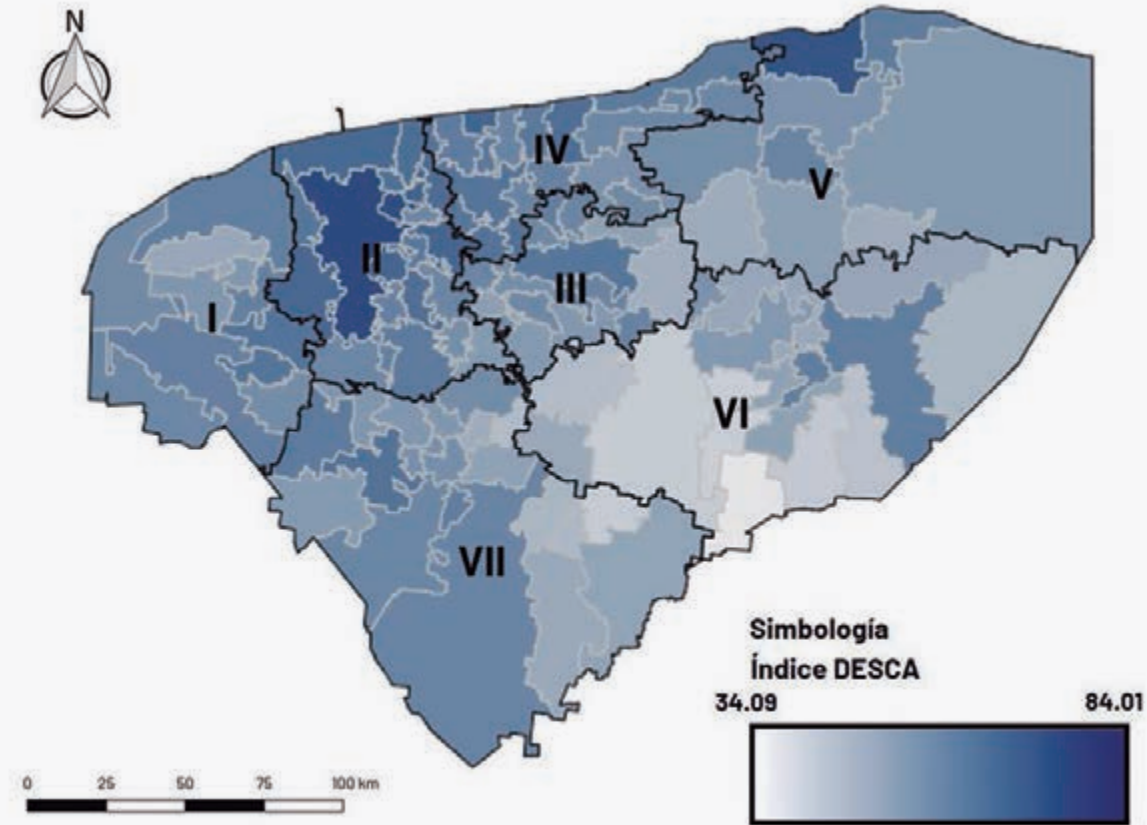 N
IV
V
II
III
I
VI
VII
Simbología
Índice DESCA
34.09 84.01
0 25 50 75 100 km